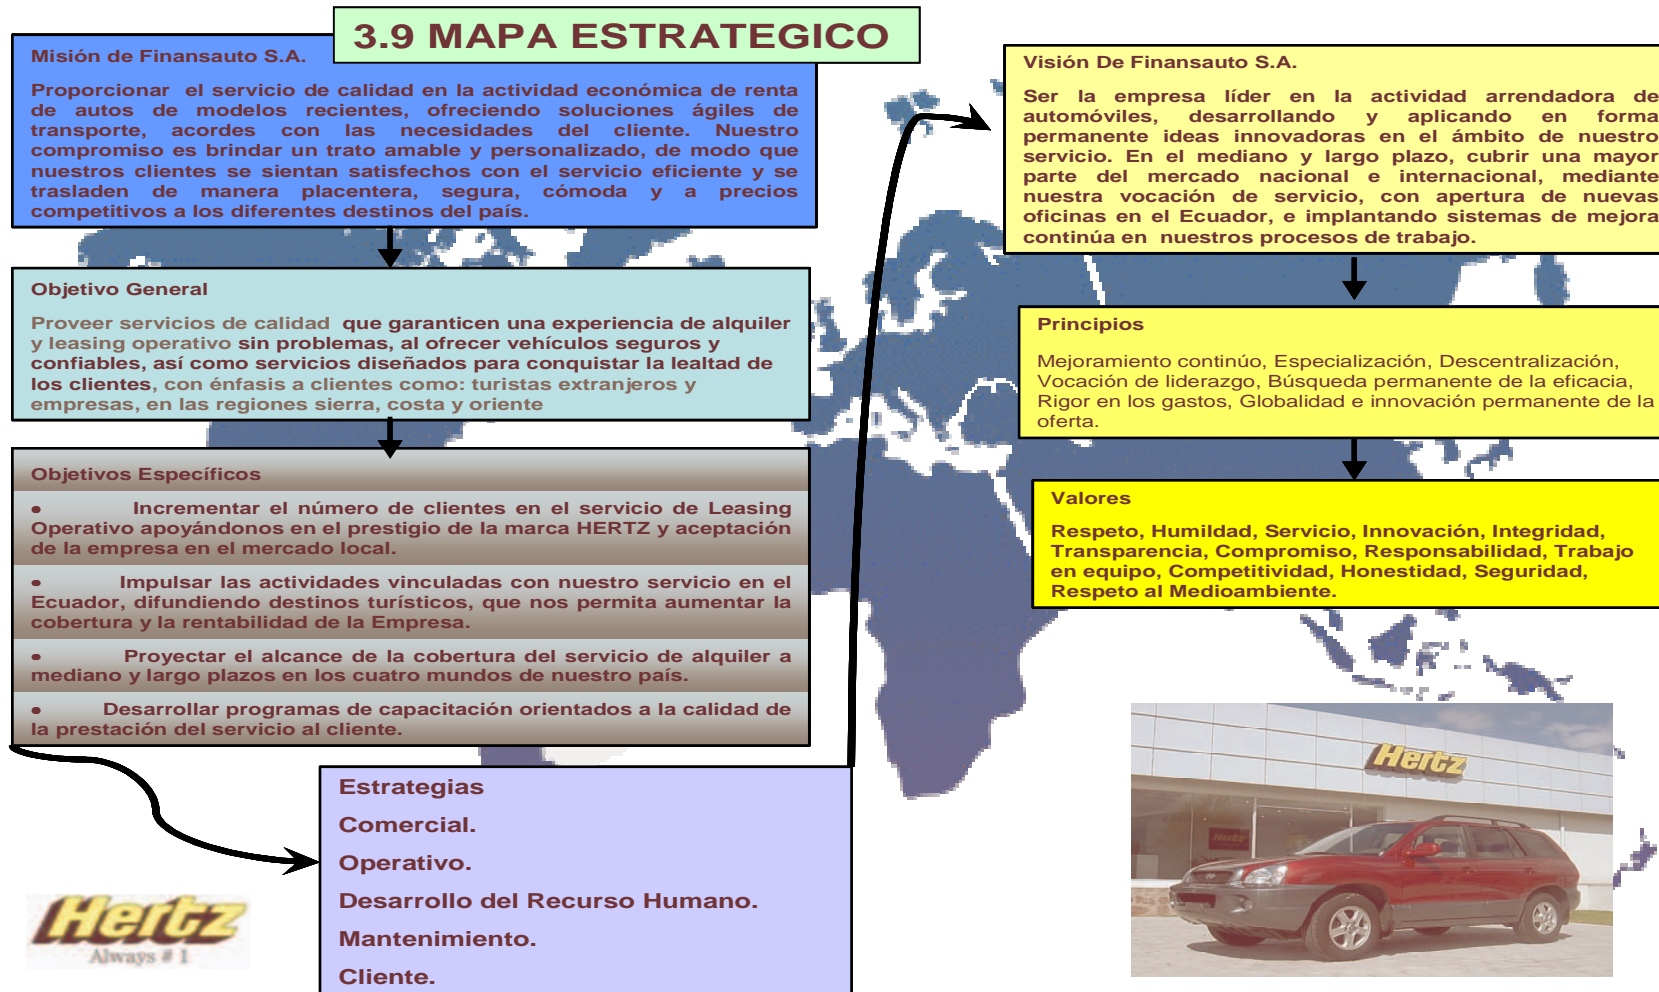 3.9 MAPA ESTRATEGICO
Misión de Finansauto S.A.
Proporcionar el servicio de calidad en la actividad económica de renta
de autos de modelos recientes, ofreciendo soluciones ágiles de
transporte, acordes con las necesidades del cliente. Nuestro
compromiso es brindar un trato amable y personalizado, de modo que
nuestros clientes se sientan satisfechos con el servicio eficiente y se
trasladen de manera placentera, segura, cómoda y a precios
competitivos a los diferentes destinos del país.
Objetivo General
Proveer servicios de calidad que garanticen una experiencia de alquiler
y leasing operativo sin problemas, al ofrecer vehículos seguros y
confiables, así como servicios diseñados para conquistar la lealtad de
los clientes, con énfasis a clientes como: turistas extranjeros y
empresas, en las regiones sierra, costa y oriente
Objetivos Específicos
• Incrementar el número de clientes en el servicio de Leasing
Operativo apoyándonos en el prestigio de la marca HERTZ y aceptación
de la empresa en el mercado local.
• Impulsar las actividades vinculadas con nuestro servicio en el
Ecuador, difundiendo destinos turísticos, que nos permita aumentar la
cobertura y la rentabilidad de la Empresa.
• Proyectar el alcance de la cobertura del servicio de alquiler a
mediano y largo plazos en los cuatro mundos de nuestro país.
• Desarrollar programas de capacitación orientados a la calidad de
la prestación del servicio al cliente.
Estrategias
Comercial.
Operativo.
Desarrollo del Recurso Humano.
Mantenimiento.
Cliente.
Visión De Finansauto S.A.
Ser la empresa líder en la actividad arrendadora de
automóviles, desarrollando y aplicando en forma
permanente ideas innovadoras en el ámbito de nuestro
servicio. En el mediano y largo plazo, cubrir una mayor
parte del mercado nacional e internacional, mediante
nuestra vocación de servicio, con apertura de nuevas
oficinas en el Ecuador, e implantando sistemas de mejora
continúa en nuestros procesos de trabajo.
Principios
Mejoramiento continúo, Especialización, Descentralización,
Vocación de liderazgo, Búsqueda permanente de la eficacia,
Rigor en los gastos, Globalidad e innovación permanente de la
oferta.
Valores
Respeto, Humildad, Servicio, Innovación, Integridad,
Transparencia, Compromiso, Responsabilidad, Trabajo
en equipo, Competitividad, Honestidad, Seguridad,
Respeto al Medioambiente.
Hertz
Always # 1
Hertz
Hertz